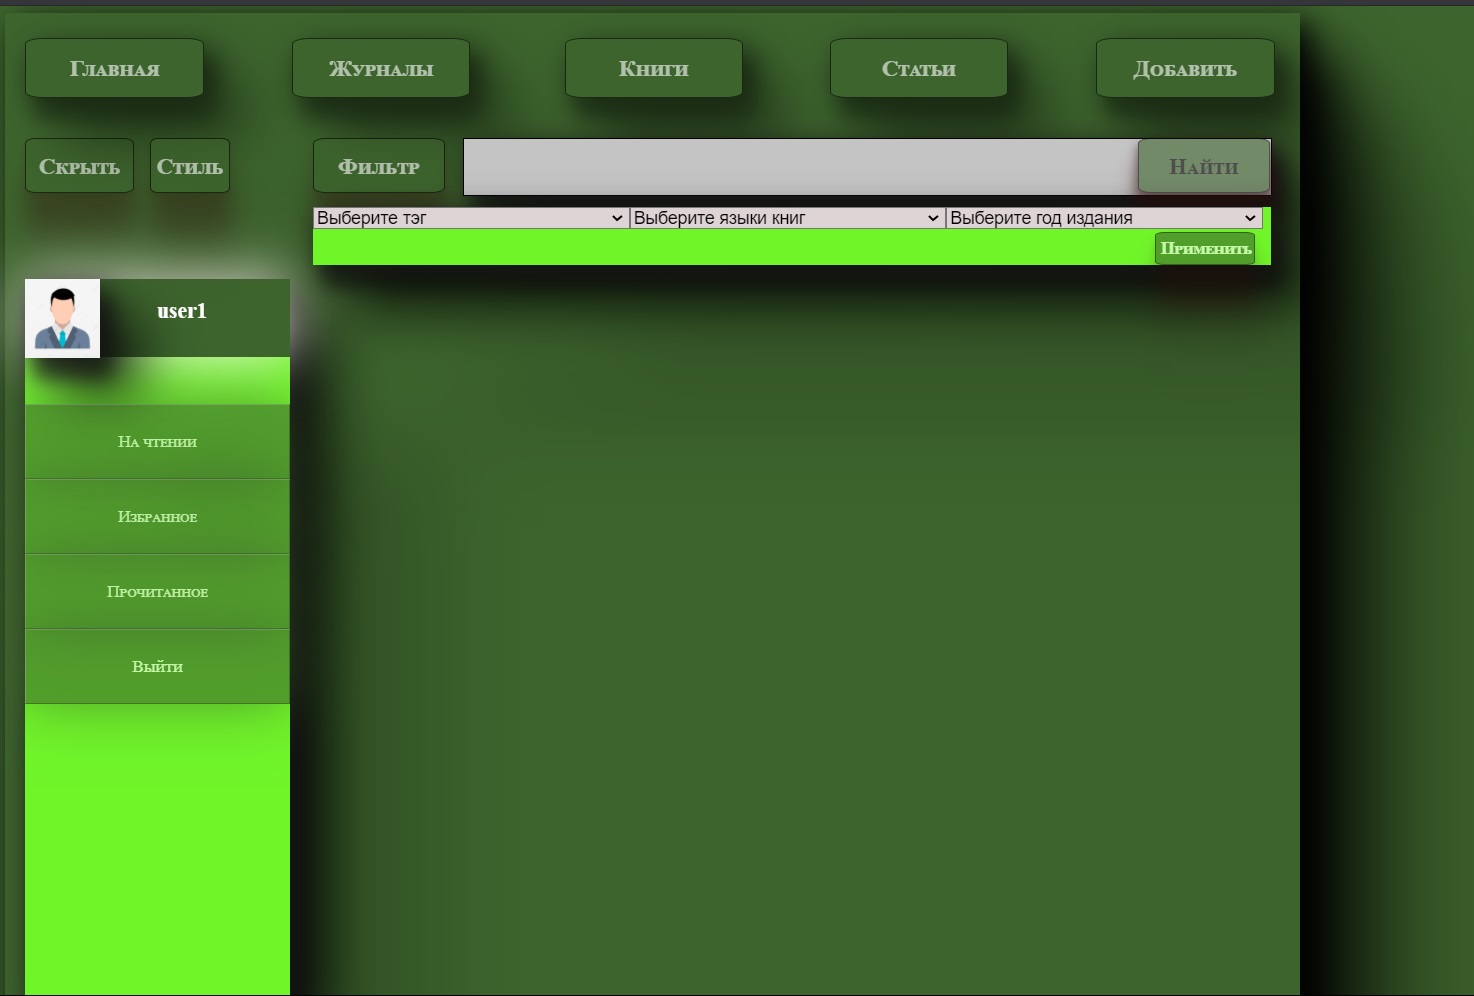 Главная Журналы Книги Статьи Добавить
Скрыть Стиль Фильтр Найти
Выберите тэг Выберите языки книг Выберите год издания
Применить
user1
На чтении
Избранное
Прочитанное
Выйти